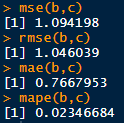 > mse(b,c)
[1] 1.094198
> rmse(b,c)
[1] 1.046039
> mae(b,c)
[1] 0.7667953
> mape(b,c)
[1] 0.02346684